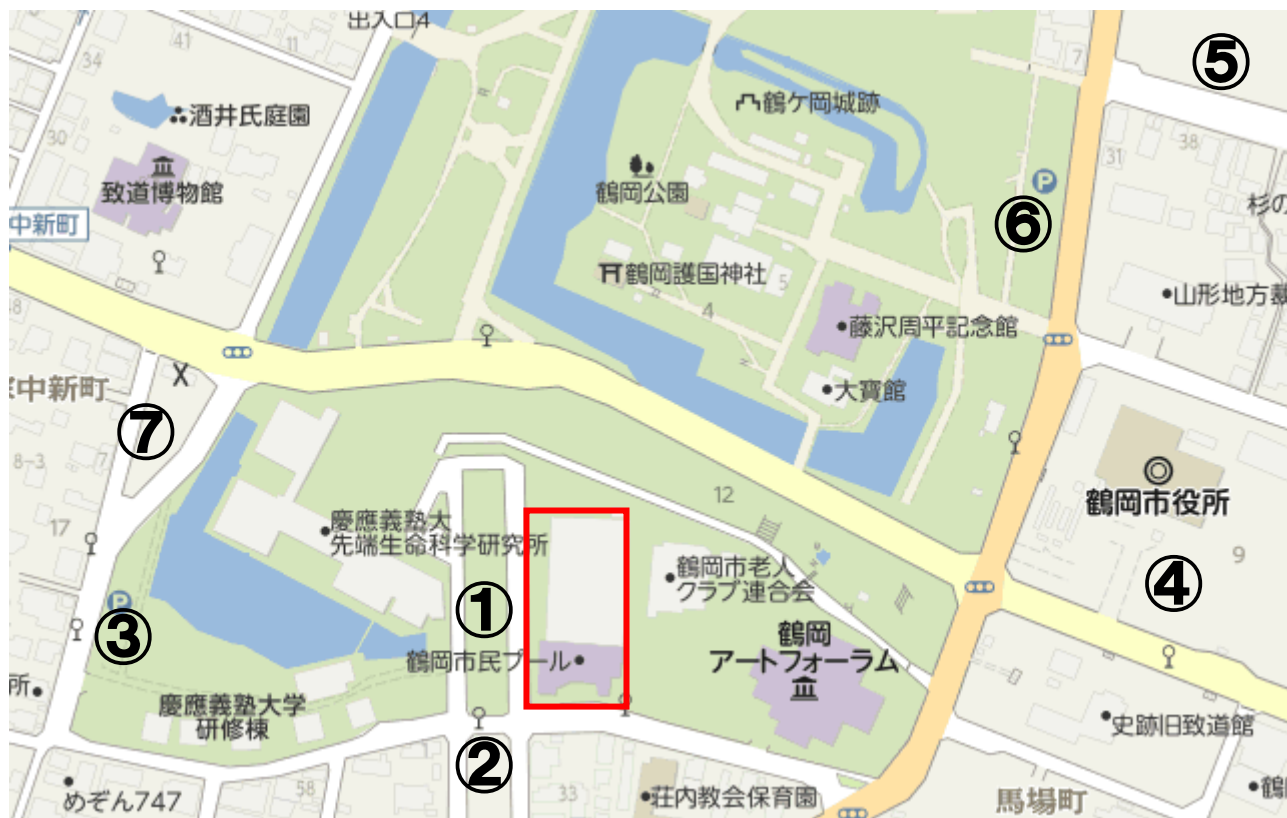 出入口4
41
11
34
酒井氏庭園
30
致道博物館
中新町
鶴ケ岡城跡
鶴岡公園
鶴岡護国神社
5
4
藤沢周平記念館
大寶館
7
⑤
38
31
P
⑥
杉の
山形地方
X
中新町
⑦
8-3
7
17
12
鶴岡市役所
9
④
慶應義塾大
先端生命科学研究所
①
鶴岡市老人
クラブ連合会
鶴岡
アートフォーラム
鶴岡市民プール
P
③
所
慶應義塾大学
研修棟
②
史跡旧致道館
めぞん747
58
33
荘内教会保育園
馬場町
鶴